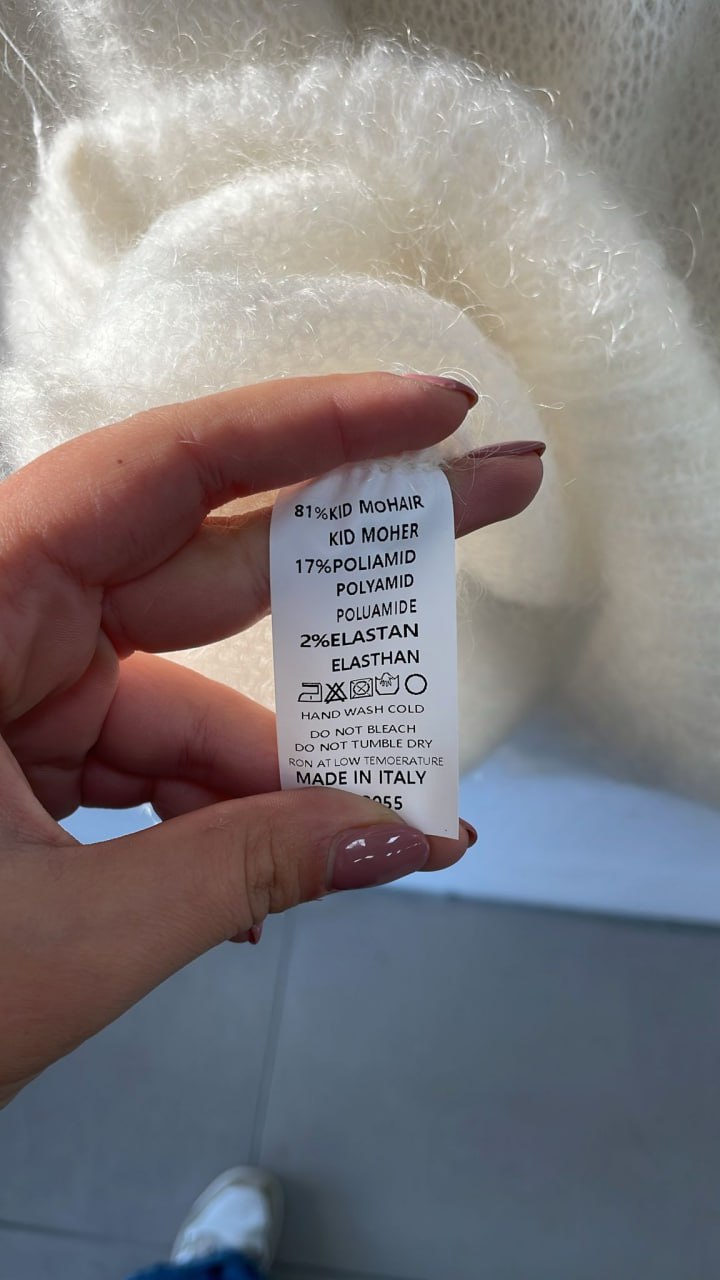 81%KID MOHAIR
KID MOHER
17%POLIAMID
POLYAMID
POLUAMIDE
2%ELASTAN
ELASTHAN
HAND WASH COLD
DO NOT BLEACH
DO NOT TUMBLE DRY
RON AT LOW TEMOERATURE
MADE IN ITALY